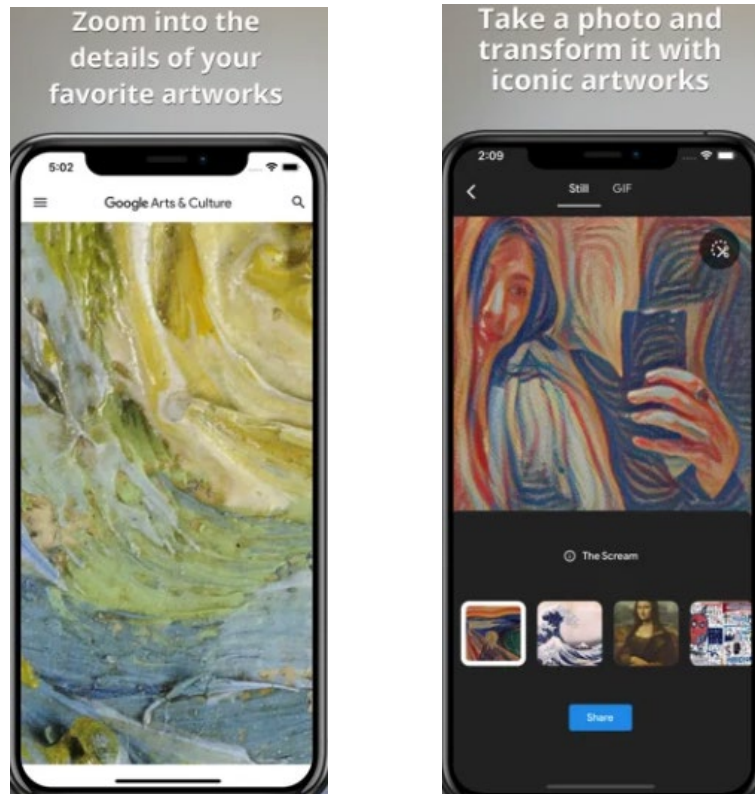 Zoom into the
details of your
favorite artworks
5:02
Google Arts & Culture
Take a photo and
transform it with
iconic artworks
2:09
Still GIF
The Scream
Share